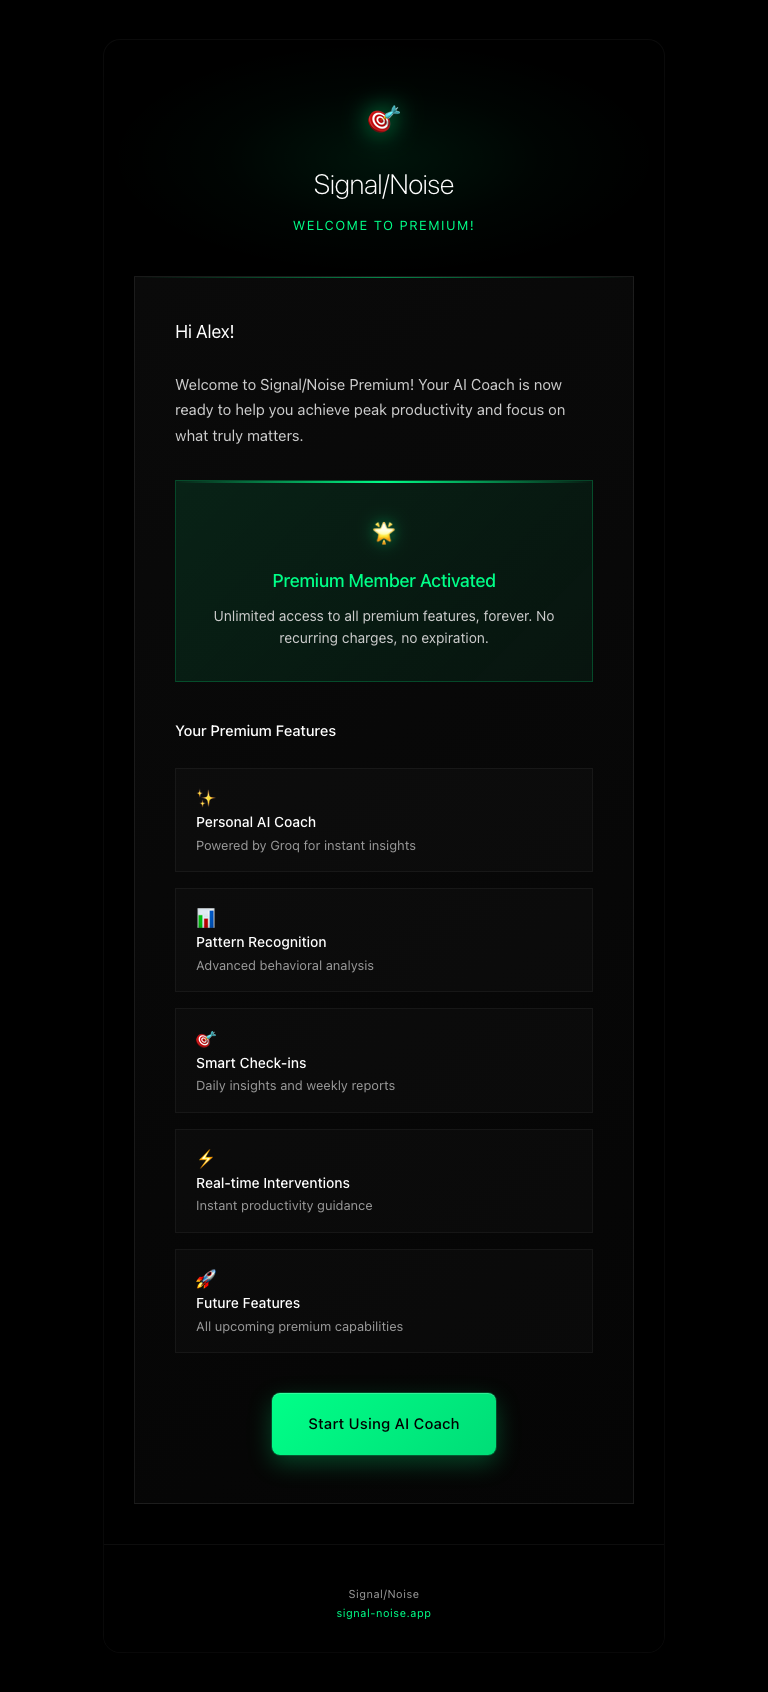 Signal/Noise
WELCOME TO PREMIUM!
Hi Alex!
Welcome to Signal/Noise Premium! Your AI Coach is now
ready to help you achieve peak productivity and focus on
what truly matters.
Premium Member Activated
Unlimited access to all premium features, forever. No
recurring charges, no expiration.
Your Premium Features
Personal AI Coach
Powered by Groq for instant insights
Pattern Recognition
Advanced behavioral analysis
Smart Check-ins
Daily insights and weekly reports
Real-time Interventions
Instant productivity guidance
Future Features
All upcoming premium capabilities
Start Using AI Coach
Signal/Noise
signal-noise.app